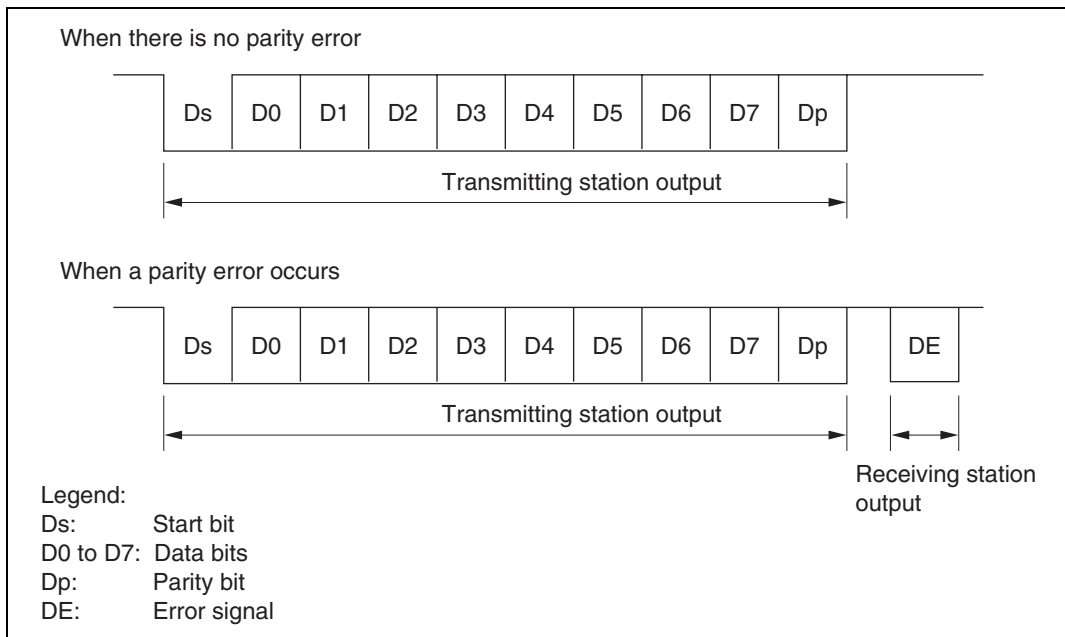 When there is no parity error
Ds D0 D1 D2 D3 D4 D5 D6 D7 Dp
Transmitting station output
When a parity error occurs
Ds D0 D1 D2 D3 D4 D5 D6 D7 Dp DE
Transmitting station output
Receiving station
output
Legend:
Ds: Start bit
D0 to D7: Data bits
Dp: Parity bit
DE: Error signal